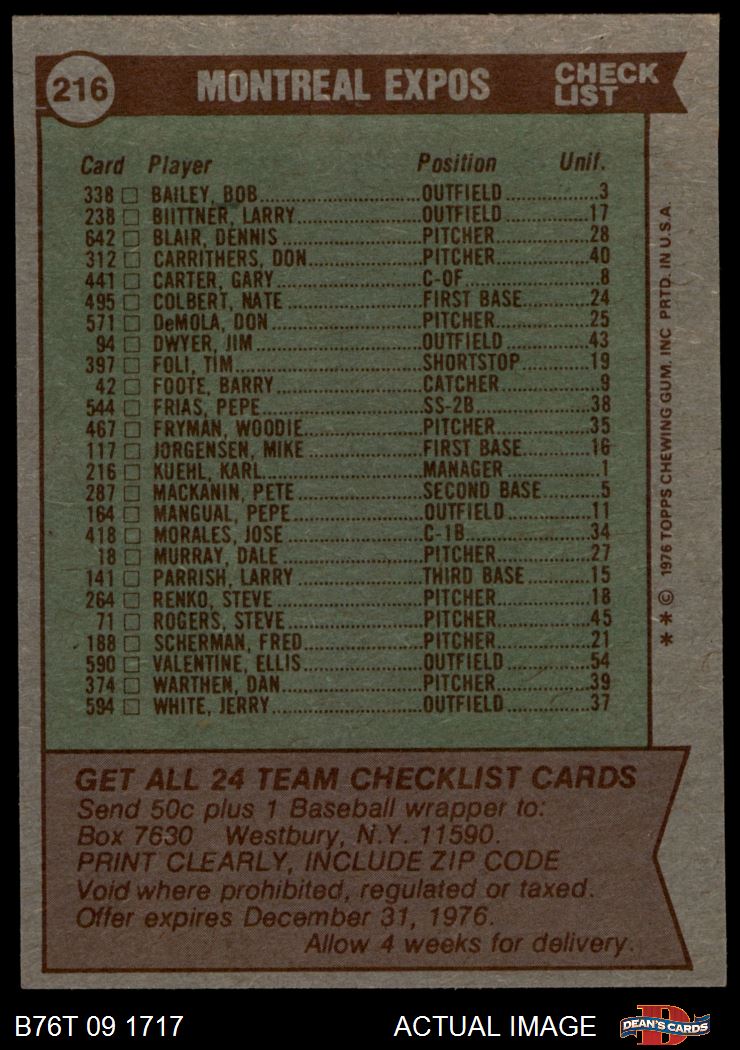 216 MONTREAL EXPOS CHECK LIST
Card Player Position Unif.
338 BAILEY, BOB OUTFIELD 3
238 BIITTNER, LARRY OUTFIELD 17
642 BLAIR, DENNIS PITCHER 28
312 CARRITHERS, DON PITCHER 40
441 CARTER, GARY C-OF 8
495 COLBERT, NATE FIRST BASE 24
571 DeMOLA, DON PITCHER 25
94 DWYER, JIM OUTFIELD 43
397 FOLI, TIM SHORTSTOP 19
42 FOOTE, BARRY CATCHER 9
544 FRIAS, PEPE SS-2B 38
467 FRYMAN, WOODIE PITCHER 35
117 JORGENSEN, MIKE FIRST BASE 16
216 KUEHL, KARL MANAGER 1
287 MACKANIN, PETE SECOND BASE 5
164 MANGUAL, PEPE OUTFIELD 11
418 MORALES, JOSE C-1B 34
18 MURRAY, DALE PITCHER 27
141 PARRISH, LARRY THIRD BASE 15
264 RENKO, STEVE PITCHER 18
71 ROGERS, STEVE PITCHER 45
188 SCHERMAN, FRED PITCHER 21
590 VALENTINE, ELLIS OUTFIELD 54
374 WARTHEN, DAN PITCHER 39
594 WHITE, JERRY OUTFIELD 37
* * © 1976 TOPPS CHEWING GUM, INC PRTD. IN U.S.A.
GET ALL 24 TEAM CHECKLIST CARDS
Send 50c plus 1 Baseball wrapper to:
Box 7630 Westbury, N.Y. 11590.
PRINT CLEARLY, INCLUDE ZIP CODE
Void where prohibited, regulated or taxed.
Offer expires December 31, 1976.
Allow 4 weeks for delivery.
B76T 09 1717 ACTUAL IMAGE D DEAN'S CARDS